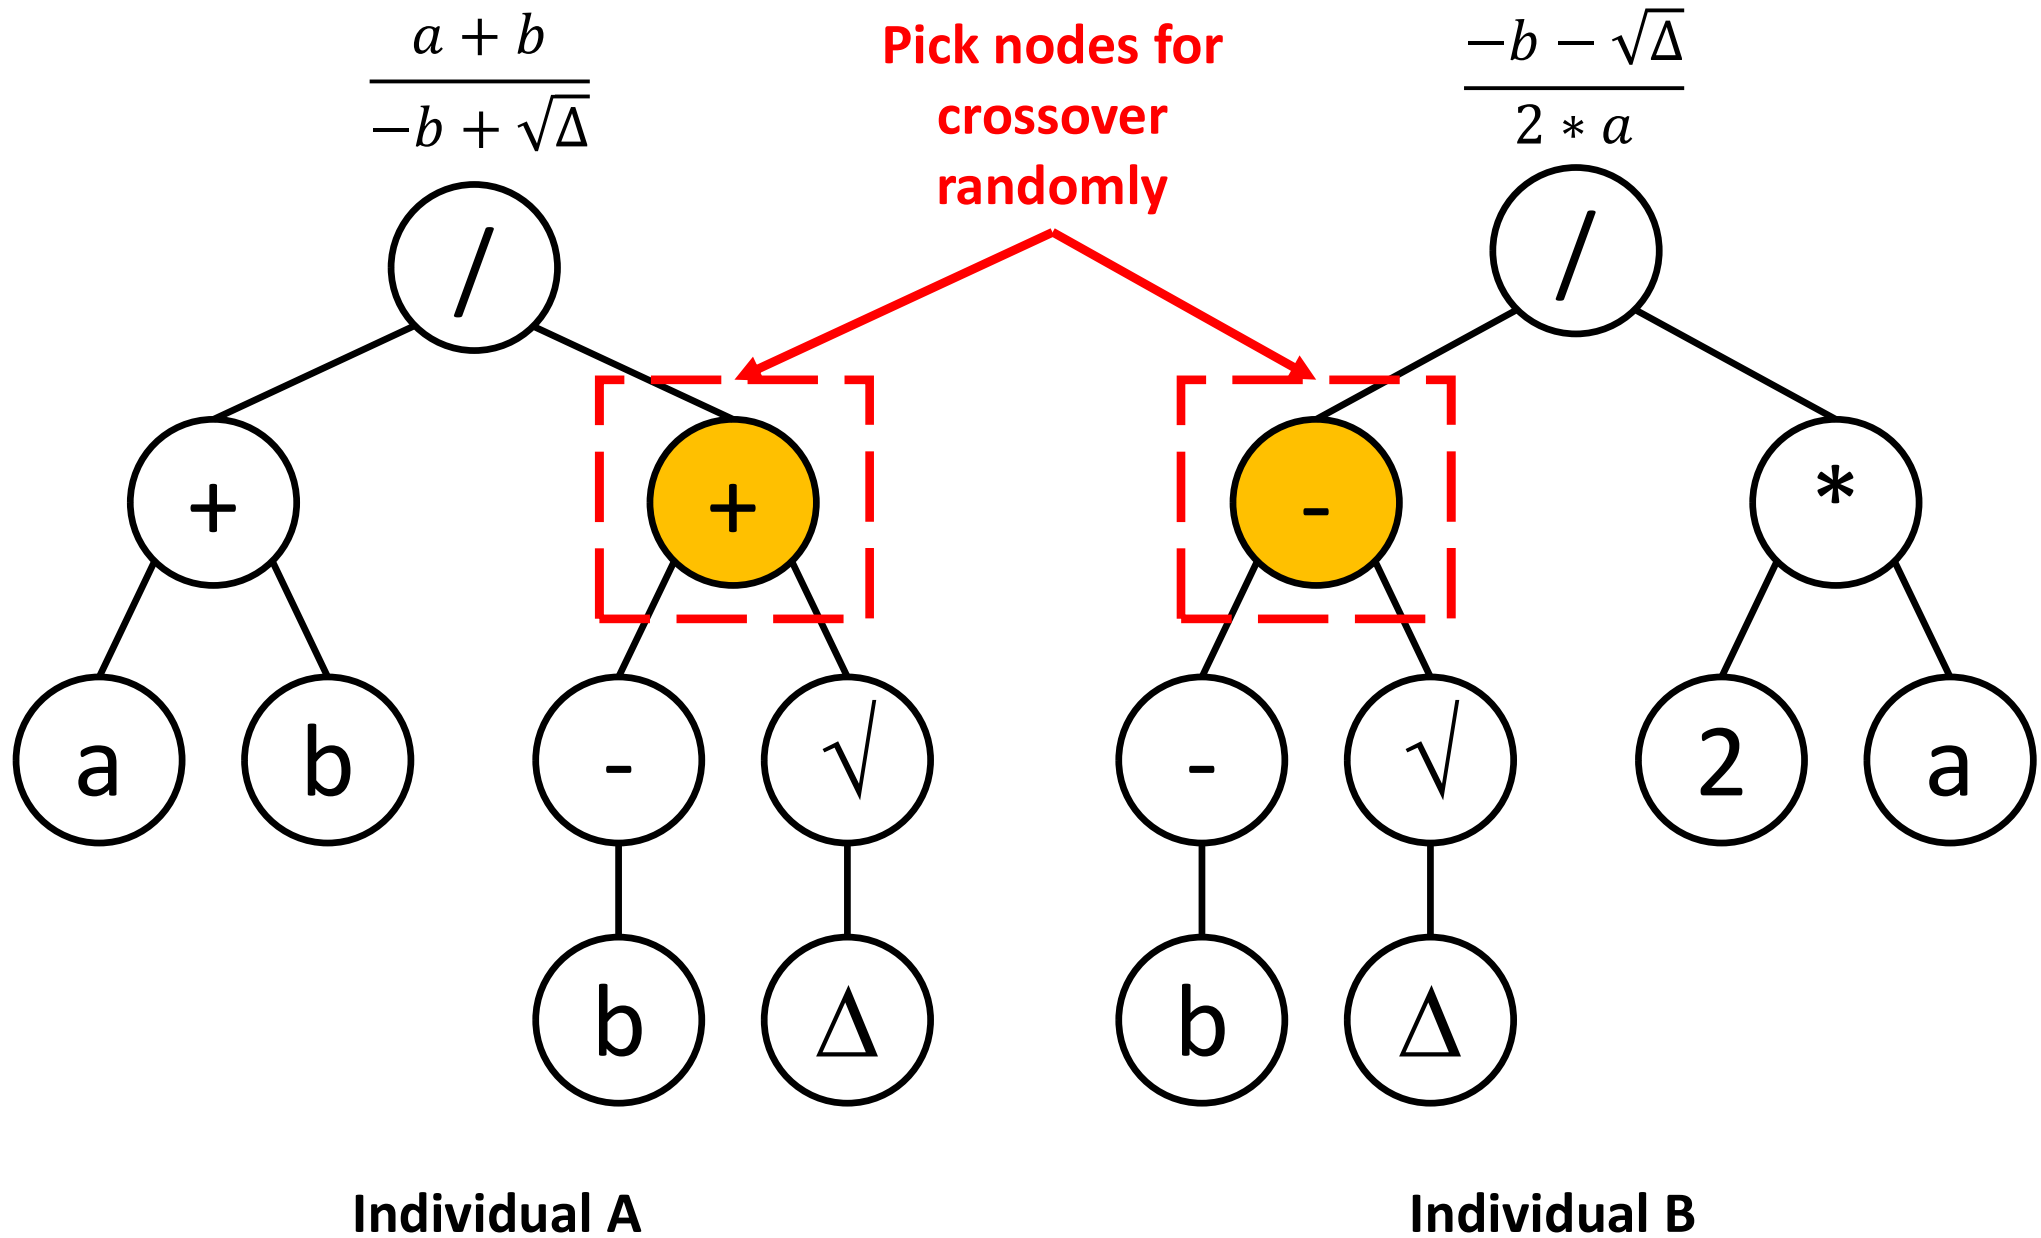 a + b
−b + √Δ
Pick nodes for
crossover
randomly
−b − √Δ
2 ∗ a
/
/
+
+
-
*
a
b
-
√
-
√
2
a
b
Δ
b
Δ
Individual A
Individual B